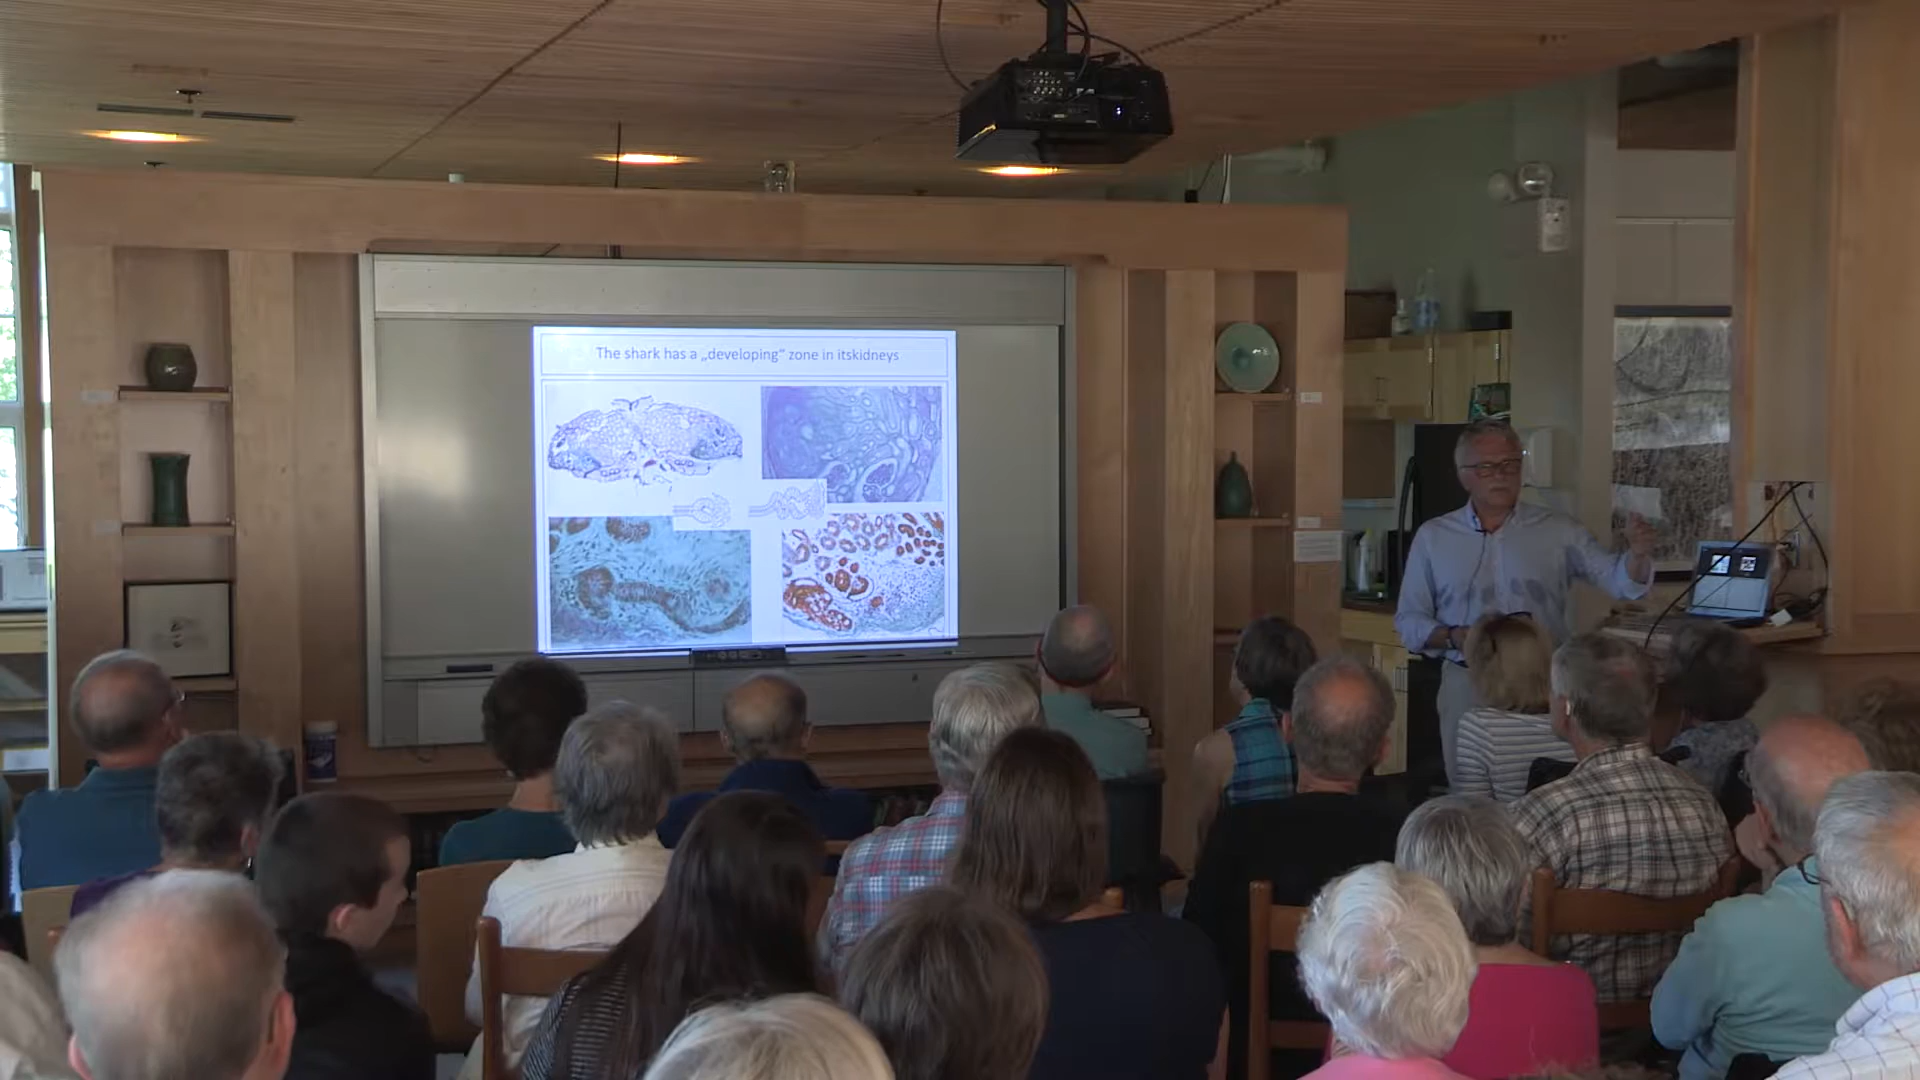 The shark has a „developing“ zone in itskidneys